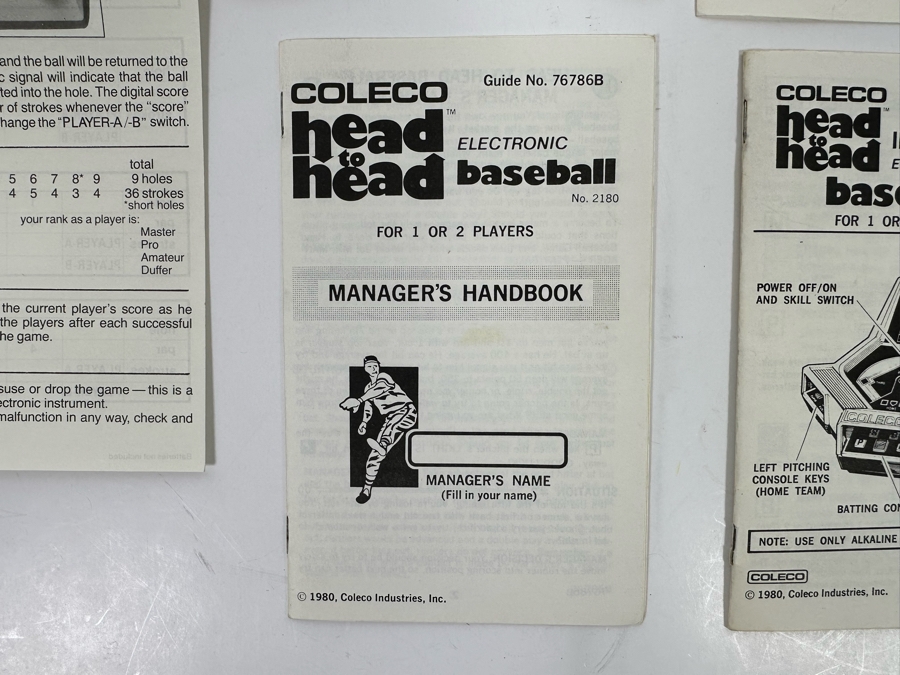 and the ball will be returned to the
c signal will indicate that the ball
ted into the hole. The digital score
r of strokes whenever the “score”
hange the “PLAYER-A/-B” switch.
total
5 6 7 8* 9 9 holes
4 5 4 3 4 36 strokes
*short holes
your rank as a player is:
Master
Pro
Amateur
Duffer
the current player's score as he
the players after each successful
he game.
suse or drop the game — this is a
ectronic instrument.
malfunction in any way, check and
Guide No. 76786B
COLECO
head
to
head™
ELECTRONIC
baseball
No. 2180
FOR 1 OR 2 PLAYERS
MANAGER'S HANDBOOK
MANAGER'S NAME
(Fill in your name)
© 1980, Coleco Industries, Inc.
COLECO
head
to
head™
bas
FOR 1 OR
POWER OFF/ON
AND SKILL SWITCH
COLECO
LEFT PITCHING
CONSOLE KEYS
(HOME TEAM)
BATTING CO
NOTE: USE ONLY ALKALINE
COLECO
© 1980, Coleco Industries, Inc.